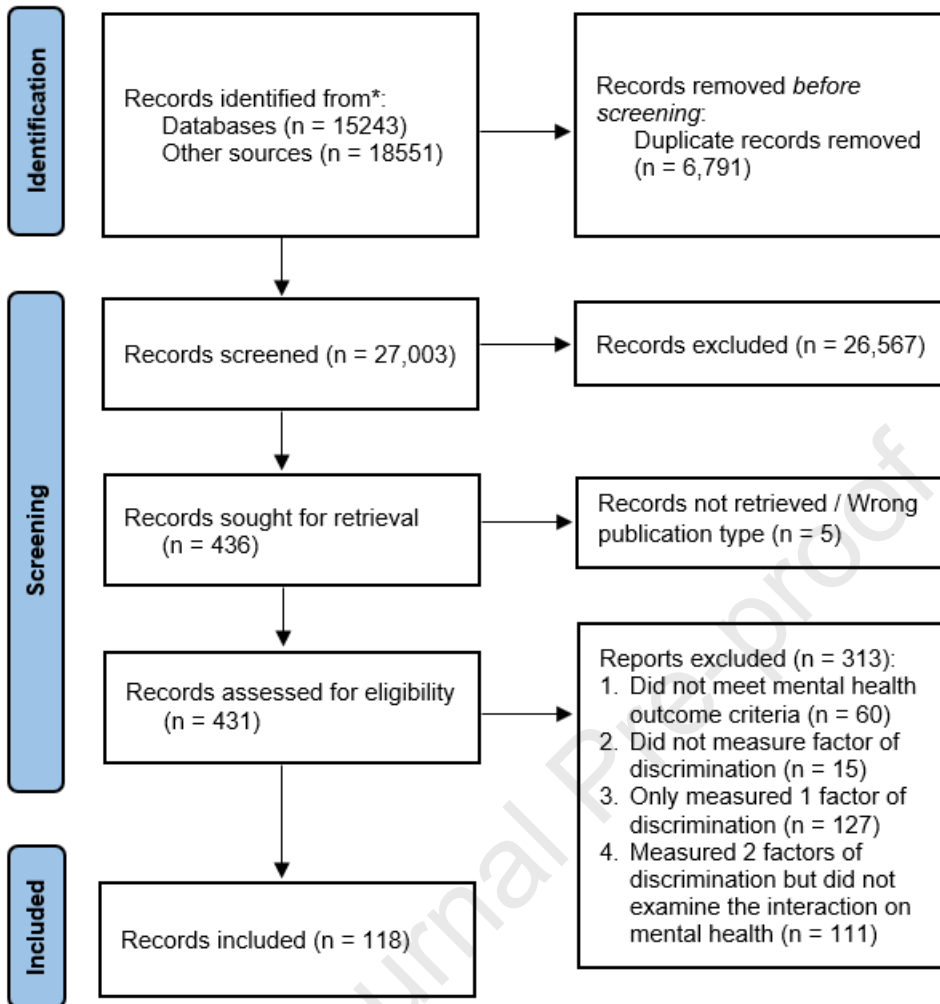 Identification
Records identified from*:
Databases (n = 15243)
Other sources (n = 18551)
Records removed before
screening:
Duplicate records removed
(n = 6,791)
Screening
Records screened (n = 27,003)
Records excluded (n = 26,567)
Records sought for retrieval
(n = 436)
Records not retrieved / Wrong
publication type (n = 5)
Records assessed for eligibility
(n = 431)
Reports excluded (n = 313):
1. Did not meet mental health
outcome criteria (n = 60)
2. Did not measure factor of
discrimination (n = 15)
3. Only measured 1 factor of
discrimination (n = 127)
4. Measured 2 factors of
discrimination but did not
examine the interaction on
mental health (n = 111)
Included
Records included (n = 118)
urnal Pre-proof